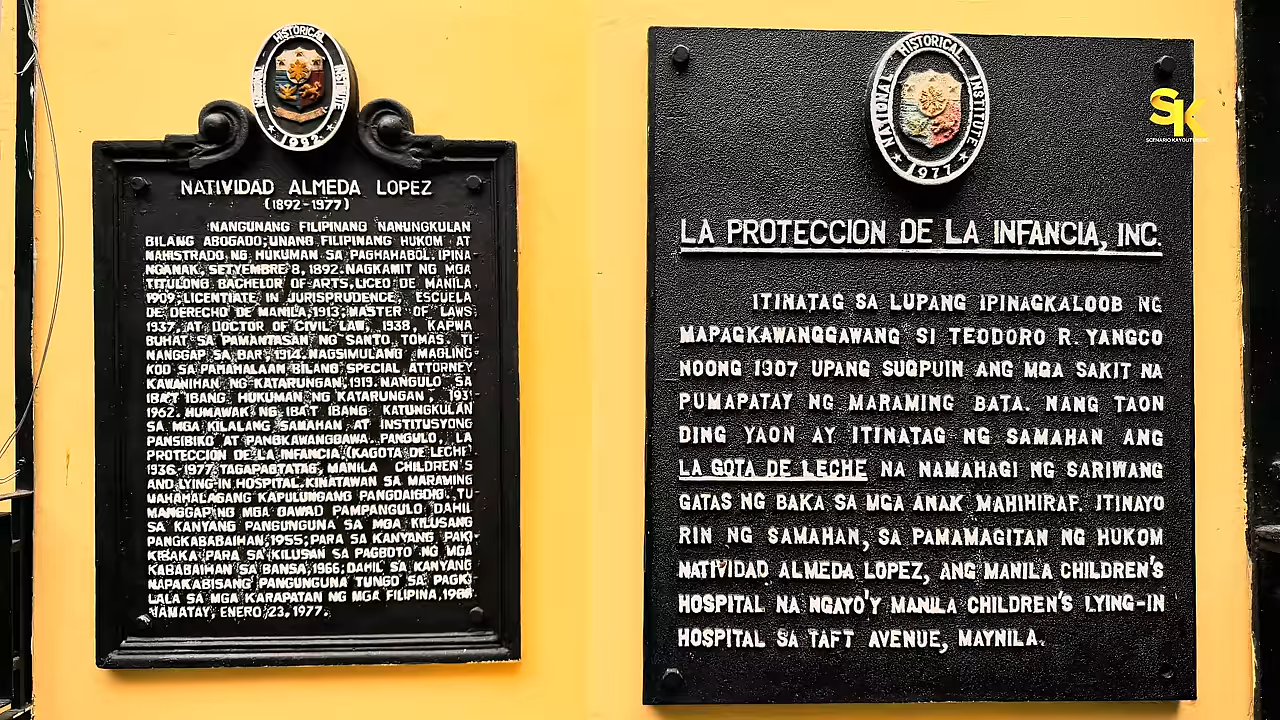 NATIONAL HISTORICAL INSTITUTE
1992
NATIVIDAD ALMEDA LOPEZ
(1892-1977)
NANGUNANG FILIPINANG NANUNGKULAN
BILANG ABOGADO; UNANG FILIPINANG HUKOM AT
MAHISTRADO NG HUKUMAN SA PAGHAHABOL. IPINA-
NGANAK, SETYEMBRE 8, 1892. NAGKAMIT NG MGA
TITULONG BACHELOR OF ARTS, LICEO DE MANILA,
1909; LICENTIATE IN JURISPRUDENCE, ESCUELA
DE DERECHO DE MANILA, 1913; MASTER OF LAWS,
1937, AT DOCTOR OF CIVIL LAW, 1938, KAPWA
BUHAT SA PAMANTASAN NG SANTO TOMAS. TI-
NANGGAP SA BAR, 1914. NAGSIMULANG MAGLING-
KOD SA PAMAHALAAN BILANG SPECIAL ATTORNEY
KAWANIHAN NG KATARUNGAN, 1919. NANGULO SA
IBA'T IBANG HUKUMAN NG KATARUNGAN,
1962. HUMAWAK NG IBA'T IBANG KATUNGKULAN
SA MGA KILALANG SAMAHAN AT INSTITUSYONG
PANSIBIKO AT PANGKAWANGGAWA. PANGULO, LA
PROTECCION DE LA INFANCIA, (KAGOTA DE LECHE)
1936-1977, TAGAPAGTATAG, MANILA CHILDREN'S
AND LYING-IN HOSPITAL. KINATAWAN SA MARAMING
MAHAHALAGANG KAPULUNGANG PANGDAIGDIG. TU-
MANGGAP NG MGA GAWAD PAMPANGULO DAHIL
SA KANYANG PANGUNGUNA SA MGA KILUSANG
PANGKABABAIHAN, 1955; PARA SA KANYANG PAKI-
KIBAKA PARA SA KILUSAN SA PAGBOTO NG MGA
KABABAIHAN SA BANSA, 1966; DAHIL SA KANYANG
NAPAKABISANG PANGUNGUNA TUNGO SA PAGKI-
LALA SA MGA KARAPATAN NG MGA FILIPINA,
NAMATAY, ENERO 23, 1977.
NATIONAL HISTORICAL INSTITUTE
1977
SK
LA PROTECCION DE LA INFANCIA, INC.
ITINATAG SA LUPANG IPINAGKALOOB NG
MAPAGKAWANGGAWANG SI TEODORO R. YANGCO
NOONG 1907 UPANG SUGPUIN ANG MGA SAKIT NA
PUMAPATAY NG MARAMING BATA. NANG TAON
DING YAON AY ITINATAG NG SAMAHAN ANG
LA GOTA DE LECHE NA NAMAHAGI NG SARIWANG
GATAS NG BAKA SA MGA ANAK MAHIHIRAP. ITINAYO
RIN NG SAMAHAN, SA PAMAMAGITAN NG HUKOM
NATIVIDAD ALMEDA LOPEZ, ANG MANILA CHILDREN'S
HOSPITAL NA NGAYO'Y MANILA CHILDREN'S LYING-IN
HOSPITAL SA TAFT AVENUE, MAYNILA.